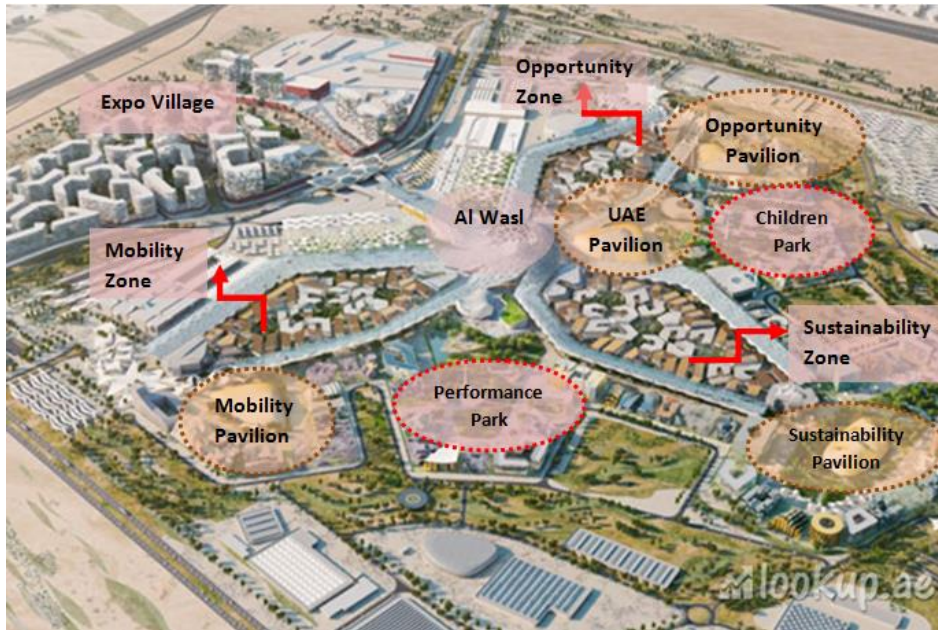 Opportunity
Zone
Expo Village
Opportunity
Pavilion
Al Wasl
UAE
Pavilion
Children
Park
Mobility
Zone
Sustainability
Zone
Mobility
Pavilion
Performance
Park
Sustainability
Pavilion
lookup.ae